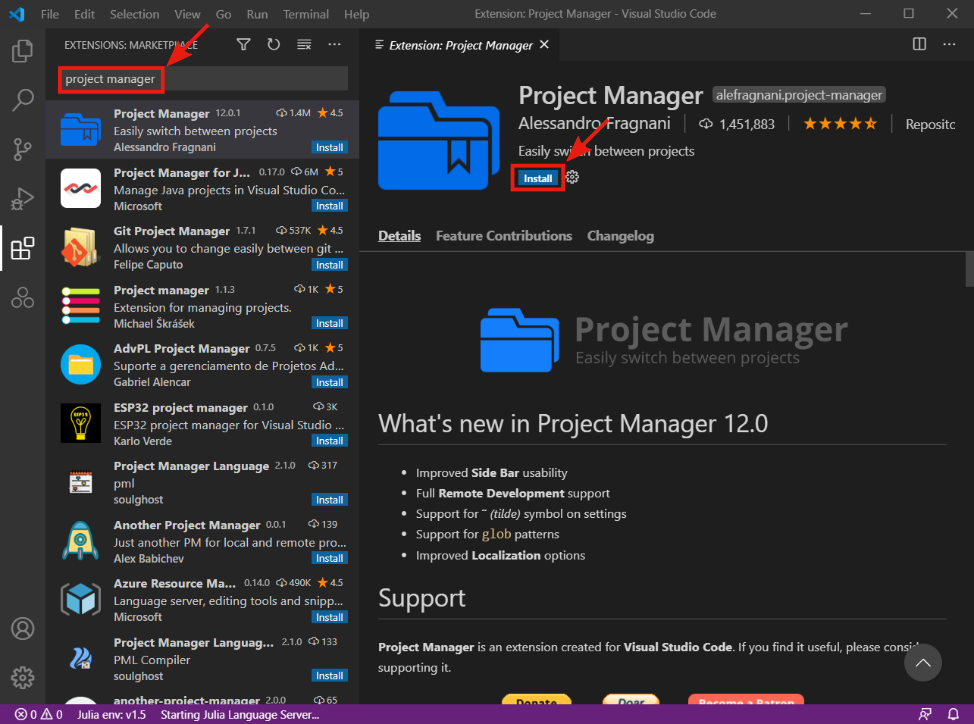 File Edit Selection View Go Run Terminal Help
Extension: Project Manager - Visual Studio Code
EXTENSIONS: MARKETPLACE
project manager
Project Manager 12.0.1 1.4M 4.5
Easily switch between projects
Alessandro Fragnani Install
Project Manager for J... 0.17.0 6M 5
Manage Java projects in Visual Studio Co...
Microsoft Install
Git Project Manager 1.7.1 537K 4.5
Allows you to change easily between git ...
Felipe Caputo Install
Project manager 1.1.3 1K 5
Extension for managing projects.
Michael Škrášek Install
AdvPL Project Manager 0.7.5 1K 5
Suporte a gerenciamento de Projetos Ad...
Gabriel Alencar Install
ESP32 project manager 0.1.0 3K
ESP32 project manager for Visual Studio ...
Karlo Verde Install
Project Manager Language 2.1.0 317
pml
soulghost Install
Another Project Manager 0.0.1 139
Just another PM for local and remote pro...
Alex Babichev Install
Azure Resource Ma... 0.14.0 490K 4.5
Language server, editing tools and snipp...
Microsoft Install
Project Manager Languag... 2.1.0 133
PML Compiler
soulghost Install
another-project-manager 2.0.0 65
Extension: Project Manager
Project Manager alefragnani.project-manager
Alessandro Fragnani 1,451,883 Reposito
Easily switch between projects
Install
Details Feature Contributions Changelog
Project Manager
Easily switch between projects
What's new in Project Manager 12.0
• Improved Side Bar usability
• Full Remote Development support
• Support for ~ (tilde) symbol on settings
• Support for glob patterns
• Improved Localization options
Support
Project Manager is an extension created for Visual Studio Code. If you find it useful, please consid
supporting it.
Donate Donar Become a Patron
0 0 Julia env: v1.5 Starting Julia Language Server...